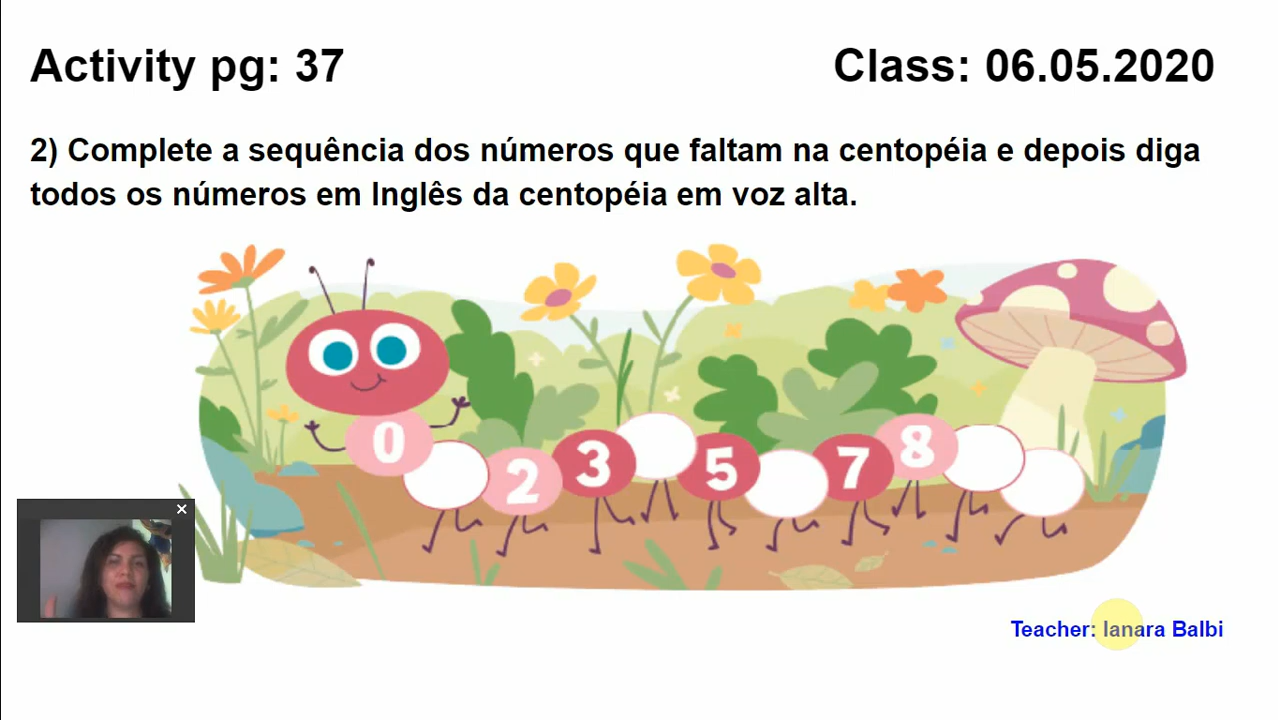 Activity pg: 37
Class: 06.05.2020
2) Complete a sequência dos números que faltam na centopéia e depois diga
todos os números em Inglês da centopéia em voz alta.
0 2 3 5 7 8
Teacher: Ianara Balbi